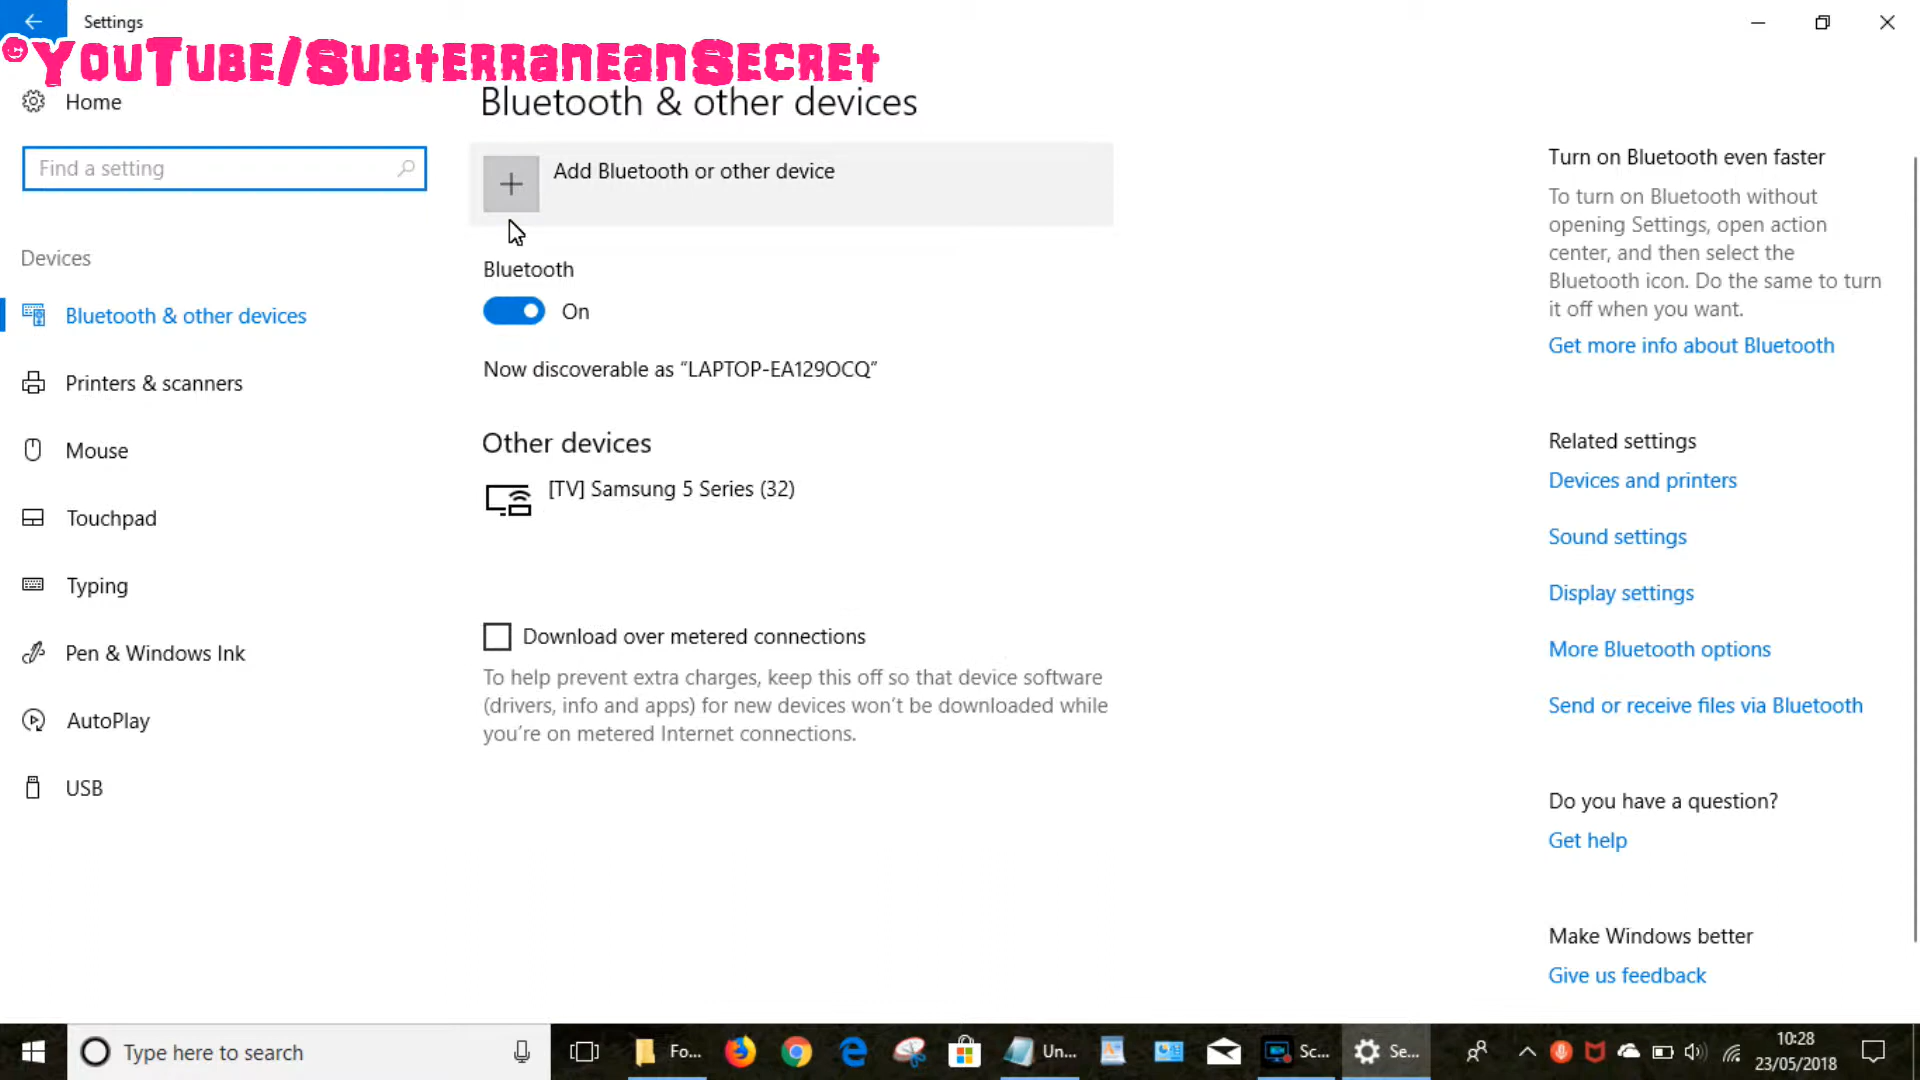 Settings
©YouTube/SubterraneanSecret
Home
Find a setting
Devices
Bluetooth & other devices
Printers & scanners
Mouse
Touchpad
Typing
Pen & Windows Ink
AutoPlay
USB
Bluetooth & other devices
Add Bluetooth or other device
Bluetooth
On
Now discoverable as “LAPTOP-EA129OCQ”
Other devices
[TV] Samsung 5 Series (32)
Download over metered connections
To help prevent extra charges, keep this off so that device software
(drivers, info and apps) for new devices won’t be downloaded while
you’re on metered Internet connections.
Turn on Bluetooth even faster
To turn on Bluetooth without
opening Settings, open action
center, and then select the
Bluetooth icon. Do the same to turn
it off when you want.
Get more info about Bluetooth
Related settings
Devices and printers
Sound settings
Display settings
More Bluetooth options
Send or receive files via Bluetooth
Do you have a question?
Get help
Make Windows better
Give us feedback
Type here to search
Fo...
Un...
Sc...
Se...
10:28
23/05/2018